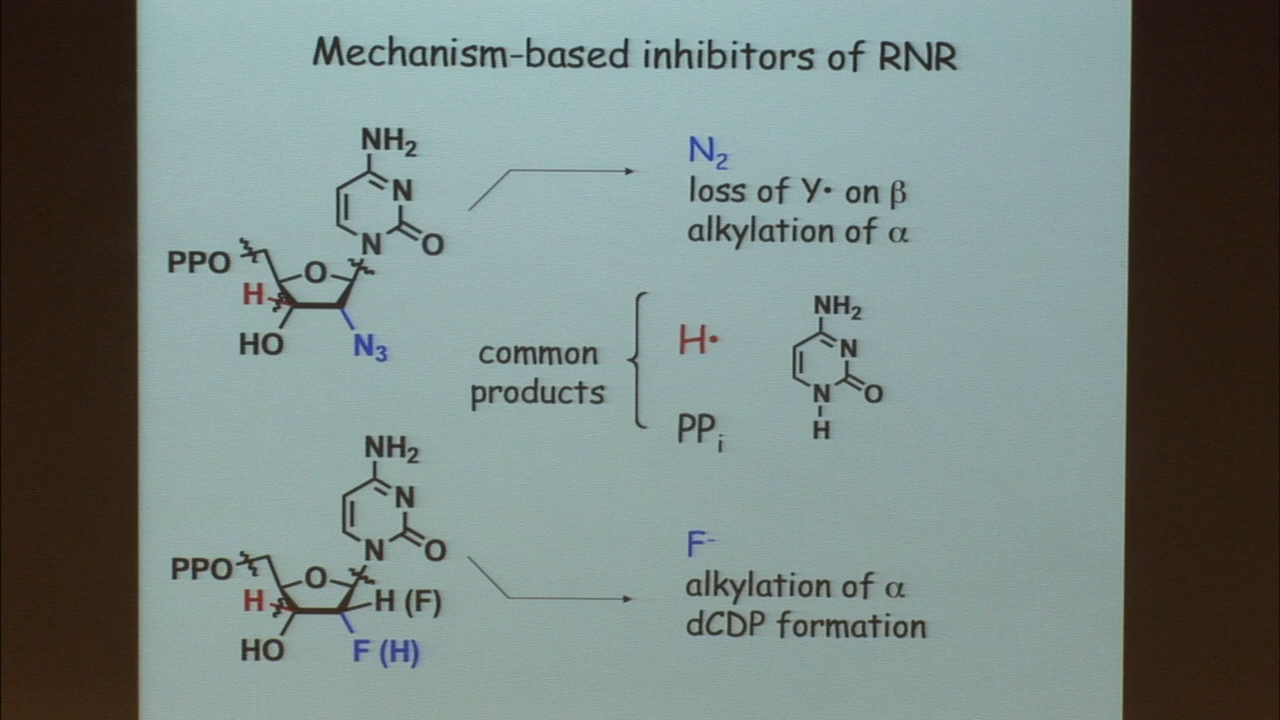 Mechanism-based inhibitors of RNR
NH₂
N
N
O
PPO
O
H
HO
N₃
N₂
loss of Y• on β
alkylation of α
common
products
H•
PPᵢ
NH₂
N
N
O
H
NH₂
N
N
O
PPO
O
H
H (F)
HO
F (H)
F⁻
alkylation of α
dCDP formation